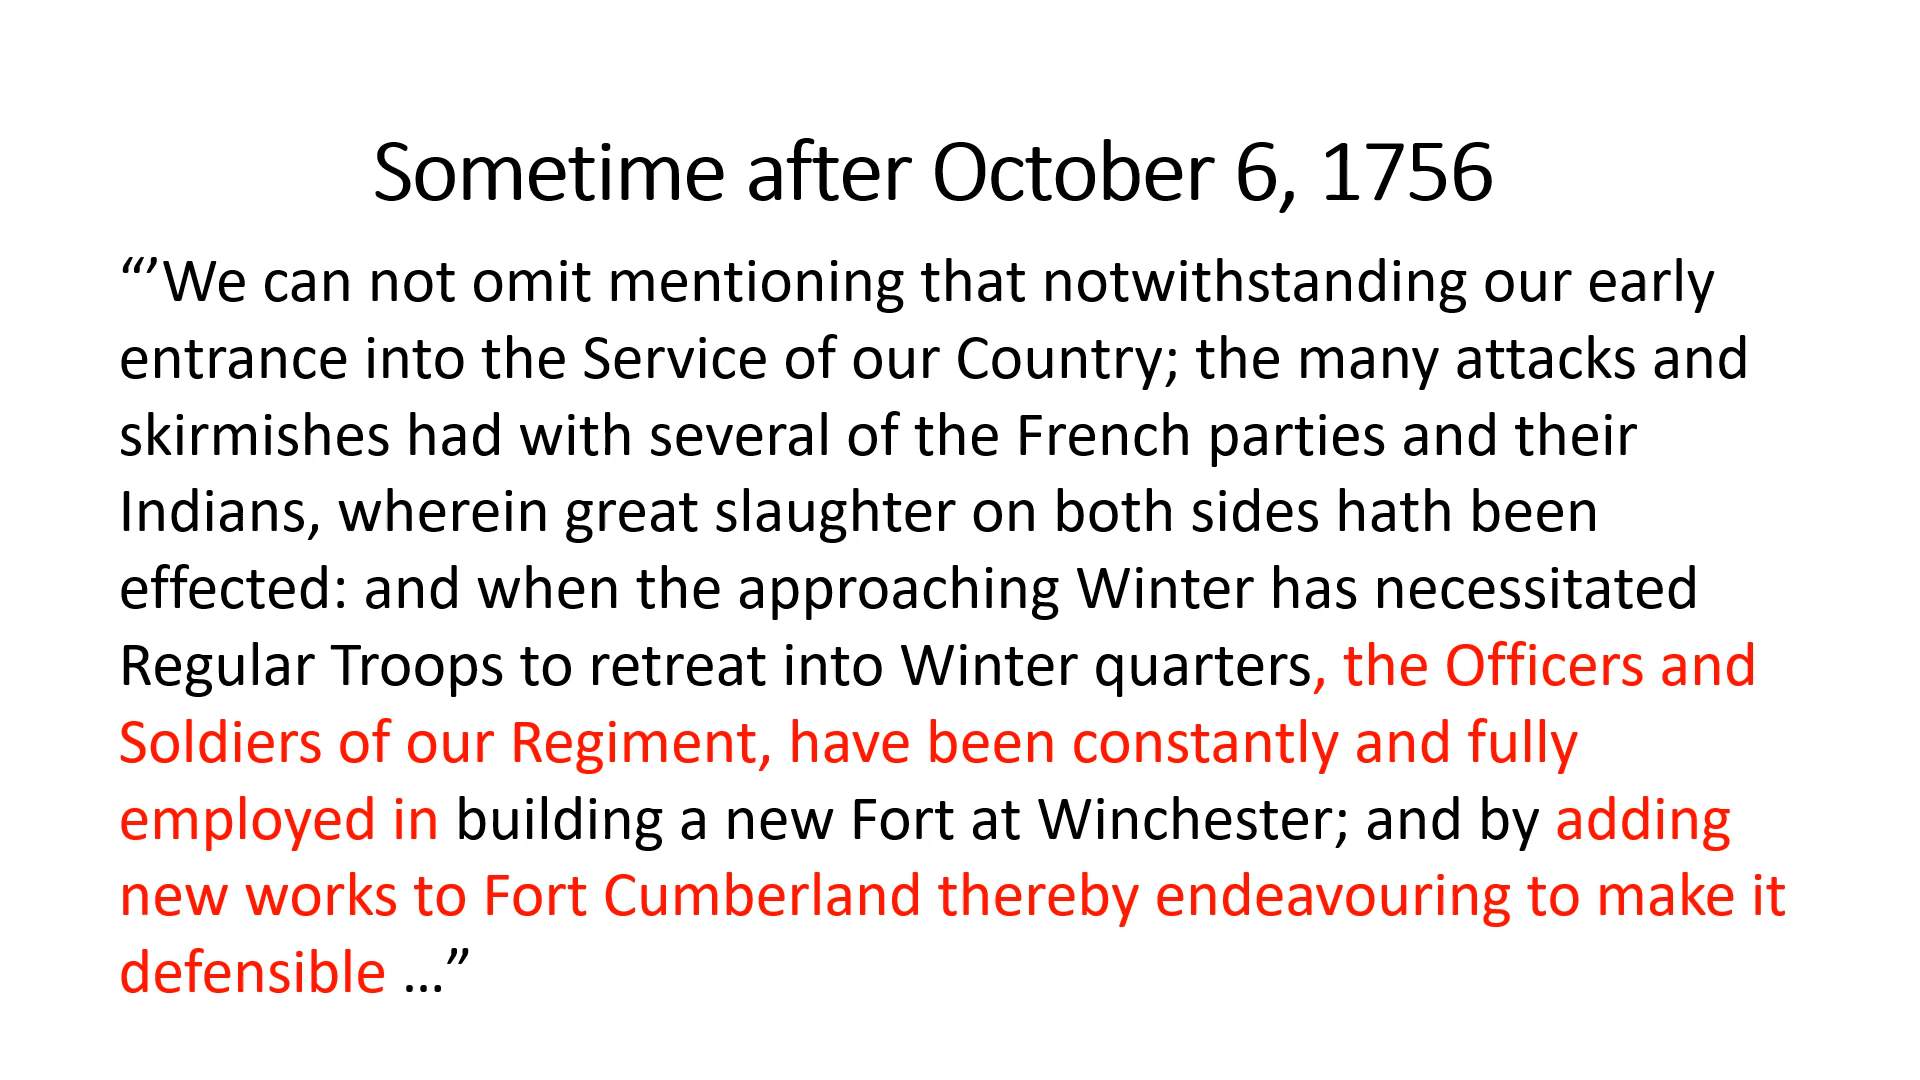 Sometime after October 6, 1756
“’We can not omit mentioning that notwithstanding our early
entrance into the Service of our Country; the many attacks and
skirmishes had with several of the French parties and their
Indians, wherein great slaughter on both sides hath been
effected: and when the approaching Winter has necessitated
Regular Troops to retreat into Winter quarters, the Officers and
Soldiers of our Regiment, have been constantly and fully
employed in building a new Fort at Winchester; and by adding
new works to Fort Cumberland thereby endeavouring to make it
defensible …”